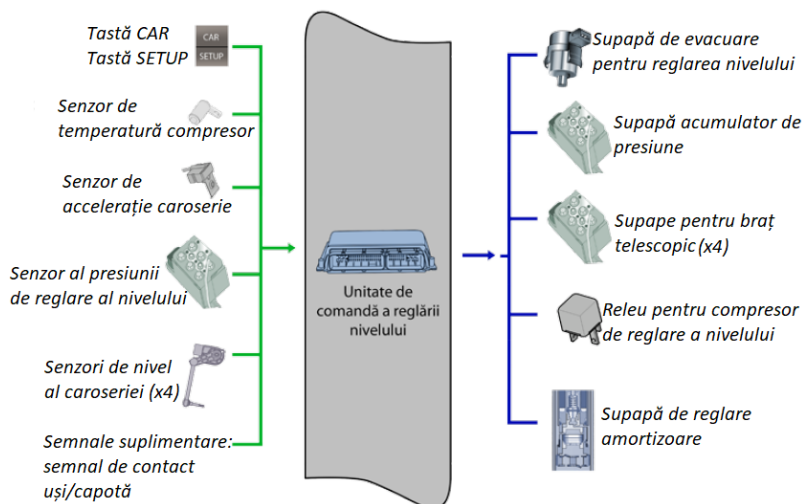 Tastă CAR
Tastă SETUP
CAR
SETUP
Senzor de
temperatură compresor
Senzor de
accelerație caroserie
Senzor al presiunii
de reglare al nivelului
Senzori de nivel
al caroseriei (x4)
Semnale suplimentare:
semnal de contact
uși/capotă
Unitate de
comandă a reglării
nivelului
Supapă de evacuare
pentru reglarea nivelului
Supapă acumulator de
presiune
Supape pentru braț
telescopic (x4)
Releu pentru compresor
de reglare a nivelului
Supapă de reglare
amortizoare